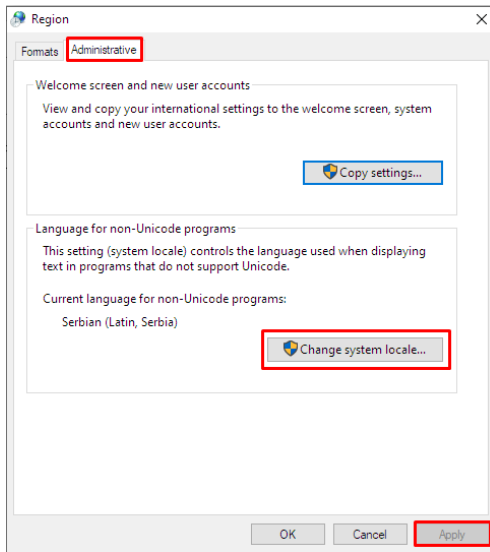 Region
Formats
Administrative
Welcome screen and new user accounts
View and copy your international settings to the welcome screen, system
accounts and new user accounts.
Copy settings...
Language for non-Unicode programs
This setting (system locale) controls the language used when displaying
text in programs that do not support Unicode.
Current language for non-Unicode programs:
Serbian (Latin, Serbia)
Change system locale...
OK
Cancel
Apply